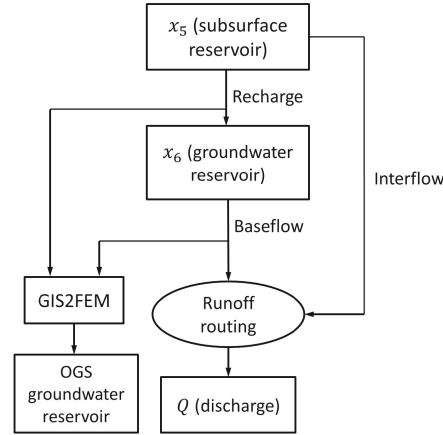 x₅ (subsurface
reservoir)
Recharge
x₆ (groundwater
reservoir)
Interflow
Baseflow
GIS2FEM
Runoff
routing
OGS
groundwater
reservoir
Q (discharge)